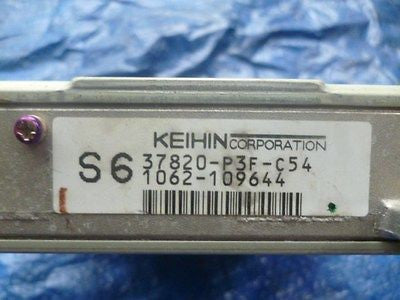 KEIHIN CORPORATION
S6 37820-P3F-C54
1062-109644